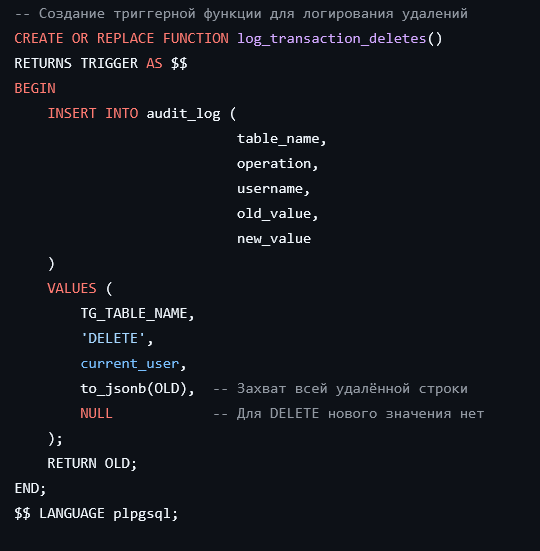 -- Создание триггерной функции для логирования удалений
CREATE OR REPLACE FUNCTION log_transaction_deletes()
RETURNS TRIGGER AS $$
BEGIN
    INSERT INTO audit_log (
                           table_name,
                           operation,
                           username,
                           old_value,
                           new_value
    )
    VALUES (
        TG_TABLE_NAME,
        'DELETE',
        current_user,
        to_jsonb(OLD),  -- Захват всей удалённой строки
        NULL            -- Для DELETE нового значения нет
    );
    RETURN OLD;
END;
$$ LANGUAGE plpgsql;